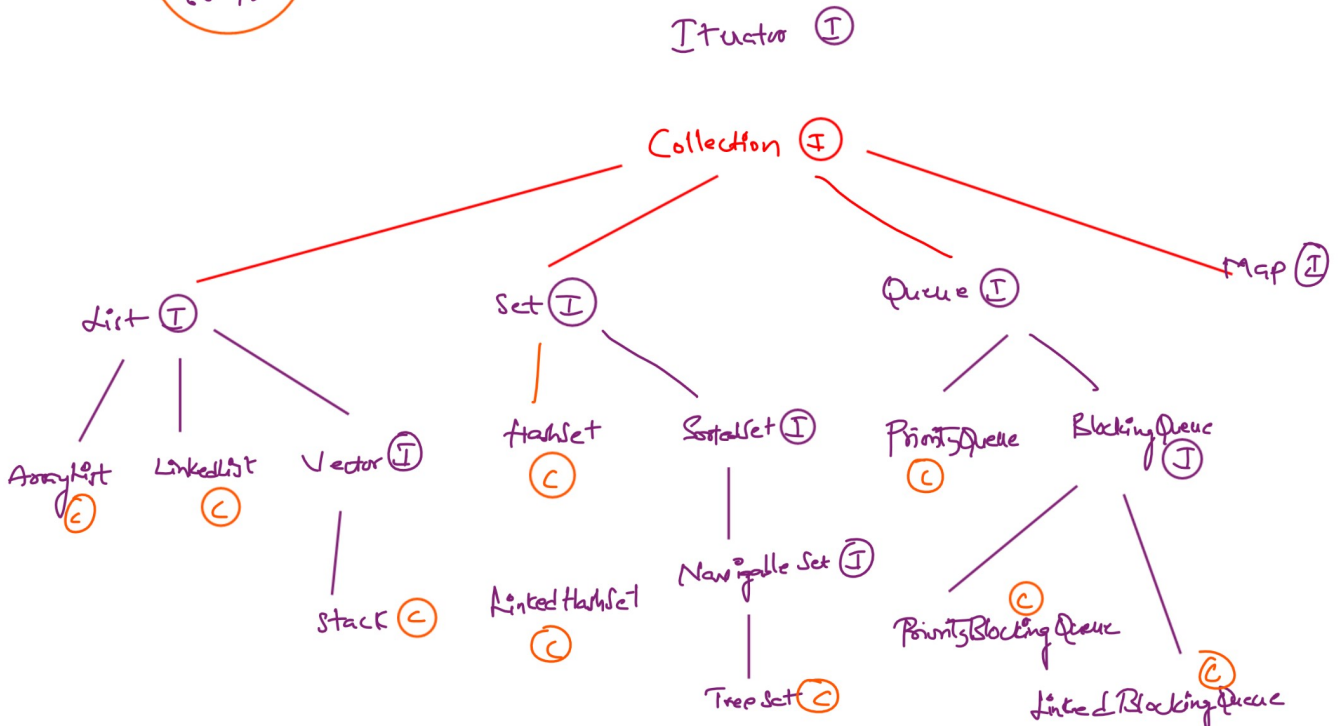 Iterator I
Collection I
List I
Set I
Queue I
Map I
ArrayList C
LinkedList C
Vector I
HashSet C
SortedSet I
PriorityQueue C
BlockingQueue I
Stack C
LinkedHashSet C
Navigable Set I
PriorityBlockingQueue C
TreeSet C
LinkedBlockingQueue C